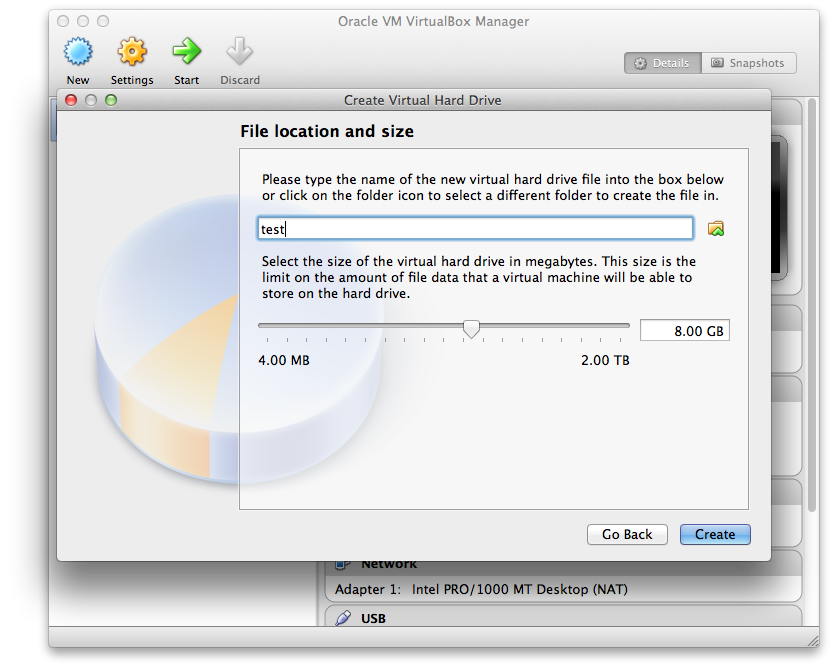 Oracle VM VirtualBox Manager
New Settings Start Discard
Details Snapshots
Create Virtual Hard Drive
File location and size
Please type the name of the new virtual hard drive file into the box below
or click on the folder icon to select a different folder to create the file in.
test
Select the size of the virtual hard drive in megabytes. This size is the
limit on the amount of file data that a virtual machine will be able to
store on the hard drive.
8.00 GB
4.00 MB 2.00 TB
Go Back Create
Network
Adapter 1: Intel PRO/1000 MT Desktop (NAT)
USB